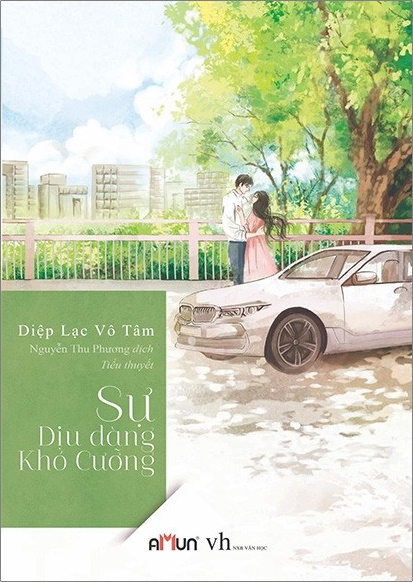 Diệp Lạc Vô Tâm
Nguyễn Thu Phương dịch
Tiểu thuyết
Sự
Dịu dàng
Khó Cưỡng
AMUN® vh NXB VĂN HỌC